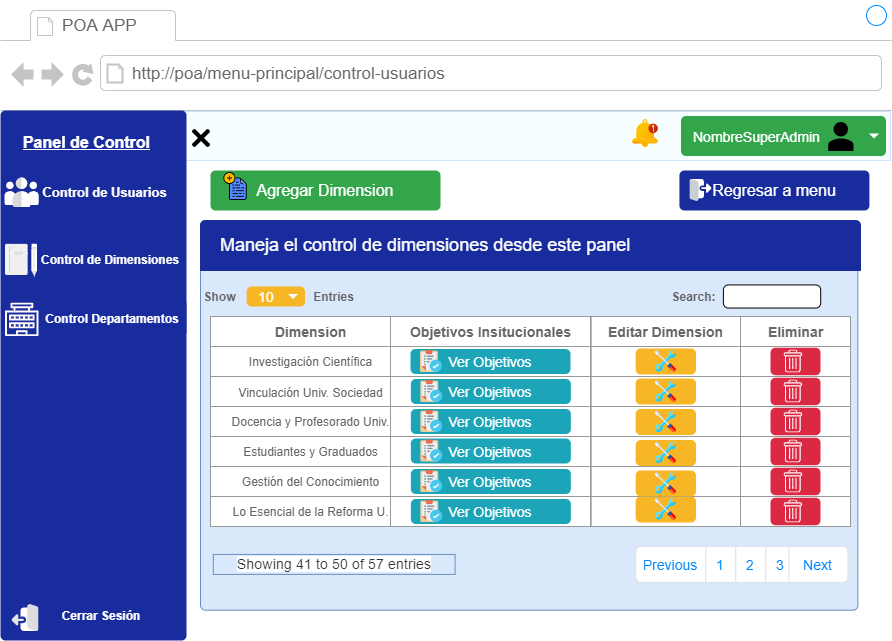 POA APP
http://poa/menu-principal/control-usuarios
Panel de Control
1
NombreSuperAdmin
Control de Usuarios
Agregar Dimension
Regresar a menu
Maneja el control de dimensiones desde este panel
Control de Dimensiones
Show 10 Entries Search:
Control Departamentos
Dimension Objetivos Insitucionales Editar Dimension Eliminar
Investigación Científica Ver Objetivos
Vinculación Univ. Sociedad Ver Objetivos
Docencia y Profesorado Univ. Ver Objetivos
Estudiantes y Graduados Ver Objetivos
Gestión del Conocimiento Ver Objetivos
Lo Esencial de la Reforma U. Ver Objetivos
Showing 41 to 50 of 57 entries Previous 1 2 3 Next
Cerrar Sesión